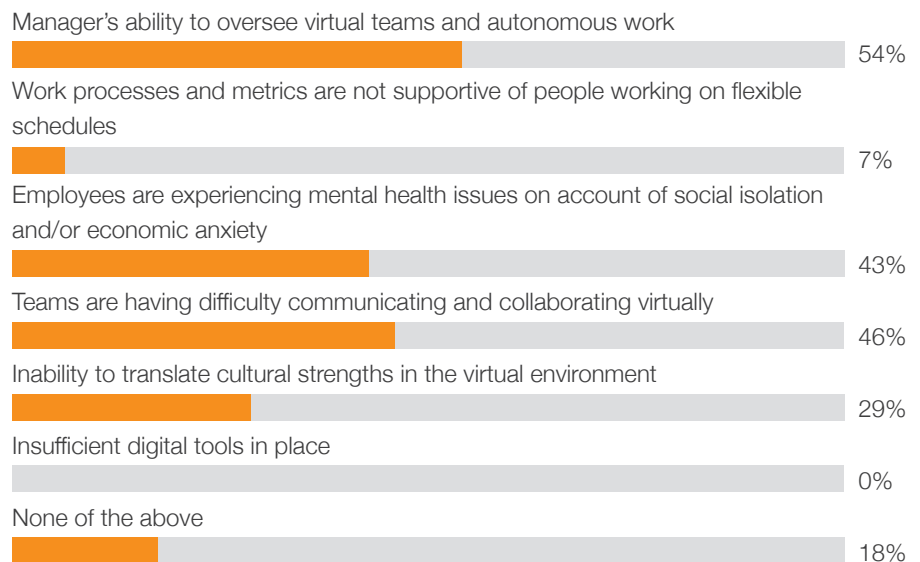 Manager’s ability to oversee virtual teams and autonomous work
54%
Work processes and metrics are not supportive of people working on flexible
schedules
7%
Employees are experiencing mental health issues on account of social isolation
and/or economic anxiety
43%
Teams are having difficulty communicating and collaborating virtually
46%
Inability to translate cultural strengths in the virtual environment
29%
Insufficient digital tools in place
0%
None of the above
18%